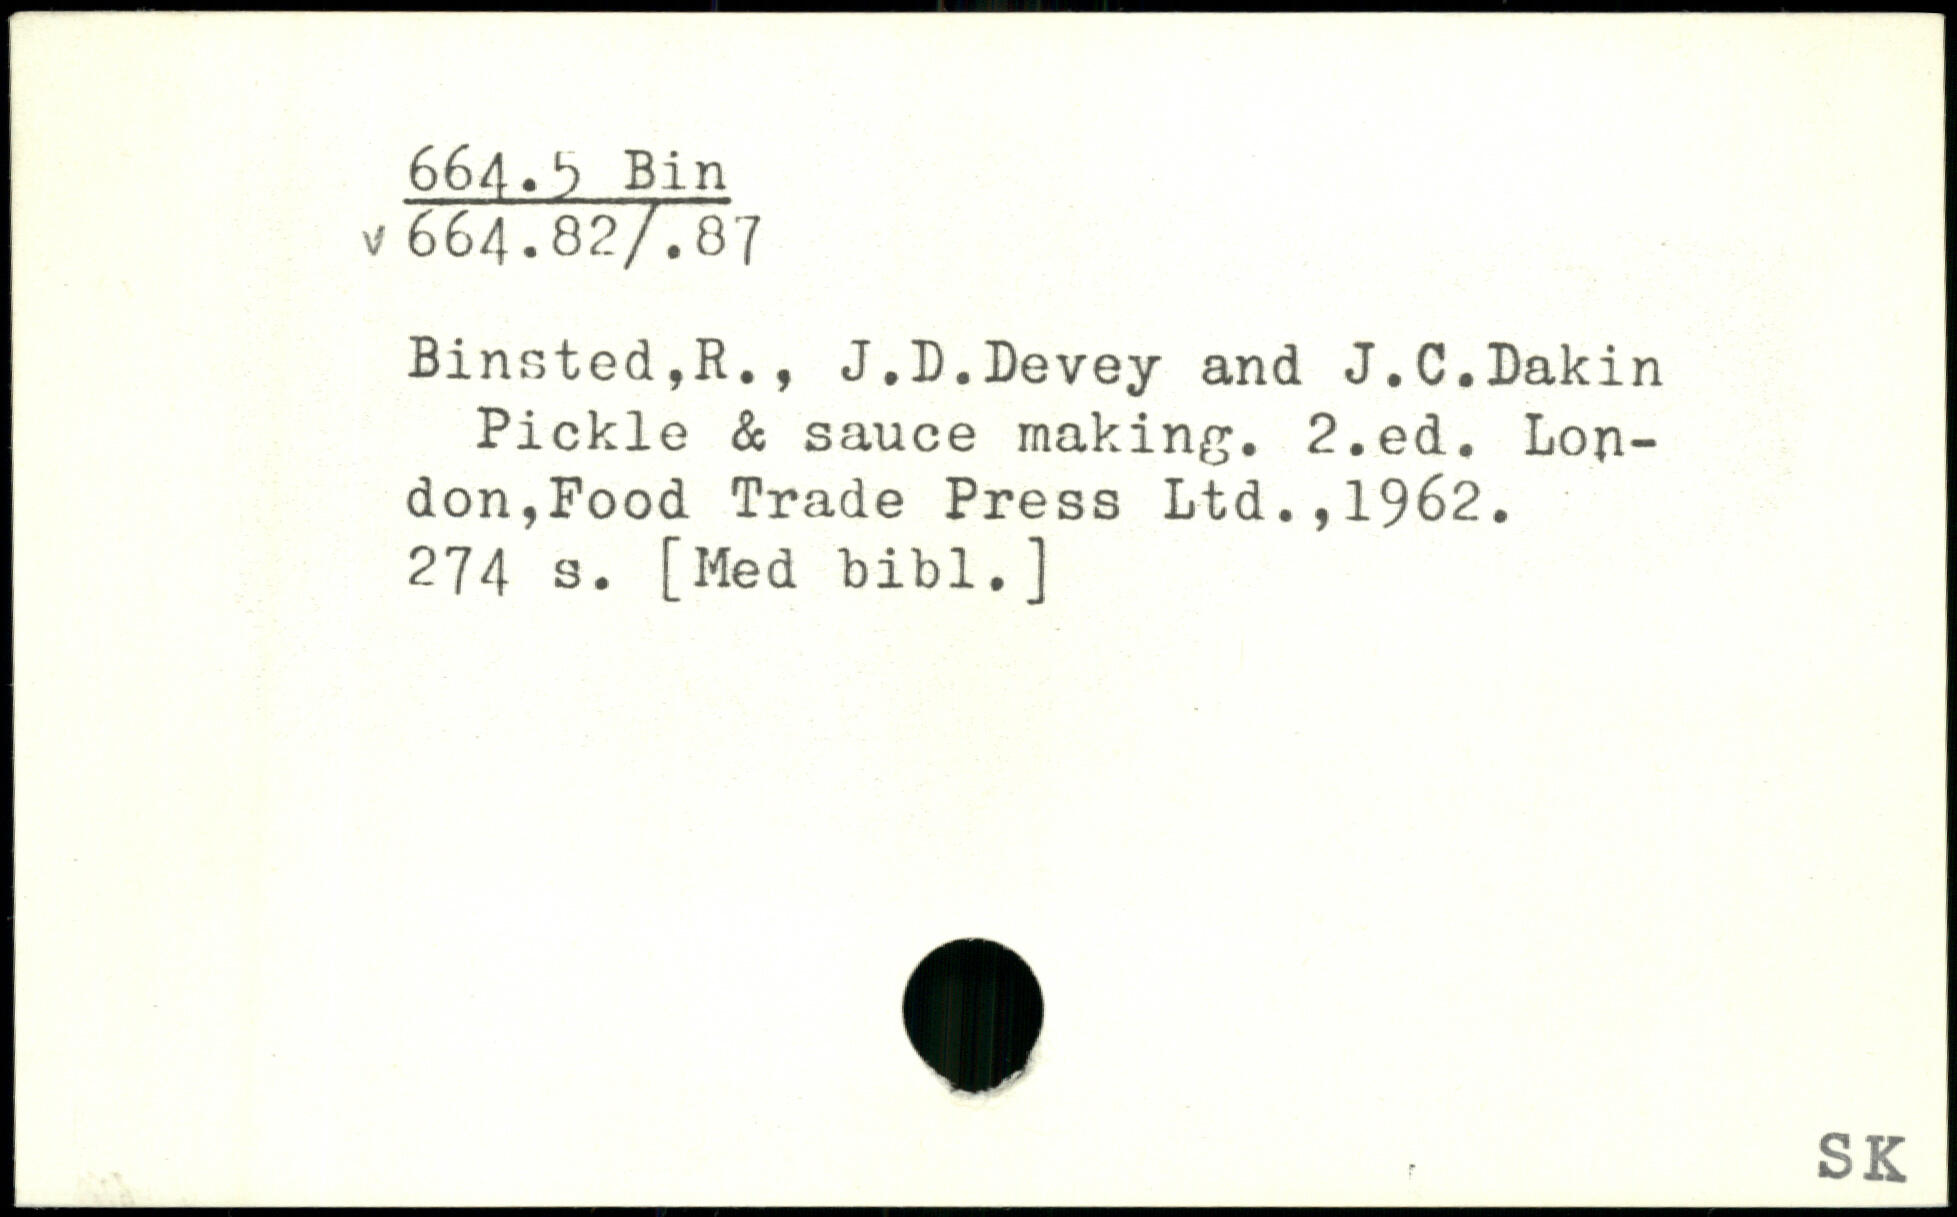 664.5 Bin
v 664.82/.87
Binsted,R., J.D.Devey and J.C.Dakin
Pickle & sauce making. 2.ed. Lon-
don,Food Trade Press Ltd.,1962.
274 s. [Med bibl.]
SK